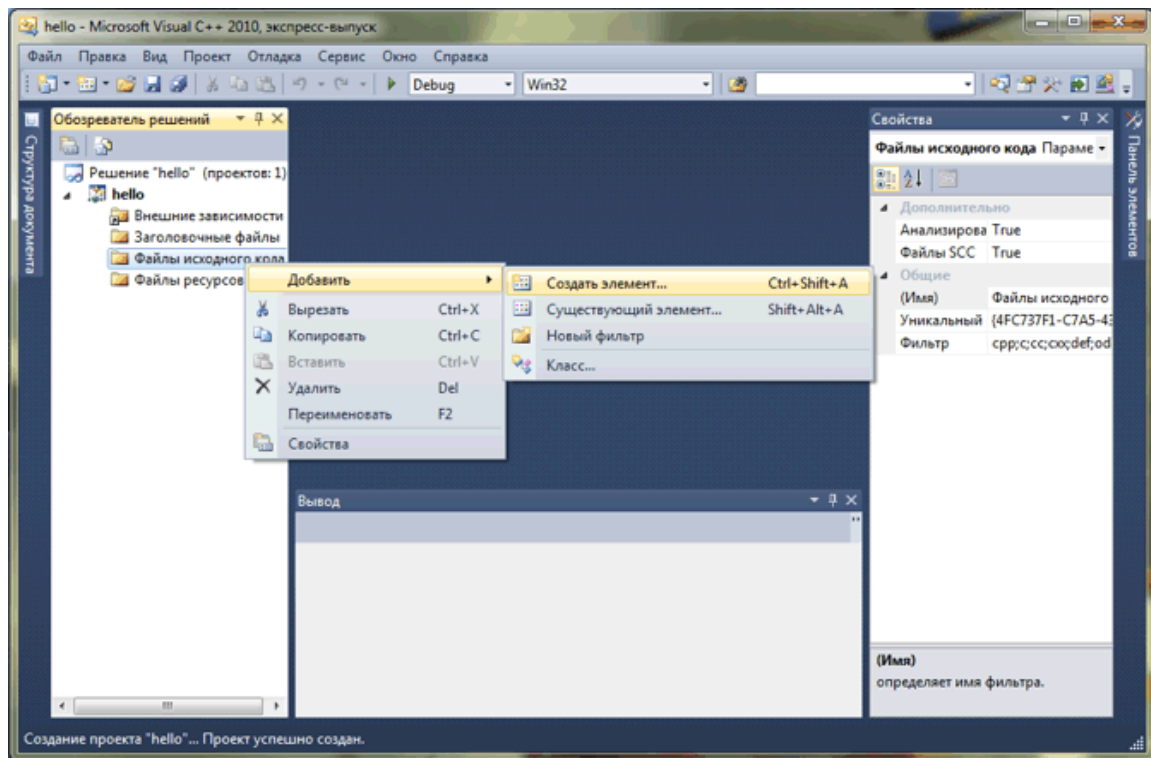 hello - Microsoft Visual C++ 2010, экспресс-выпуск
Файл Правка Вид Проект Отладка Сервис Окно Справка
Debug Win32
Структура документа
Обозреватель решений
Решение "hello" (проектов: 1)
hello
Внешние зависимости
Заголовочные файлы
Файлы исходного кода
Файлы ресурсов
Добавить
Вырезать Ctrl+X
Копировать Ctrl+C
Вставить Ctrl+V
Удалить Del
Переименовать F2
Свойства
Создать элемент... Ctrl+Shift+A
Существующий элемент... Shift+Alt+A
Новый фильтр
Класс...
Вывод
Свойства
Файлы исходного кода Параме
Дополнительно
Анализирова True
Файлы SCC True
Общие
(Имя) Файлы исходного
Уникальный {4FC737F1-C7A5-43
Фильтр cpp;c;cc;cxx;def;od
(Имя)
определяет имя фильтра.
Панель элементов
Создание проекта "hello"... Проект успешно создан.